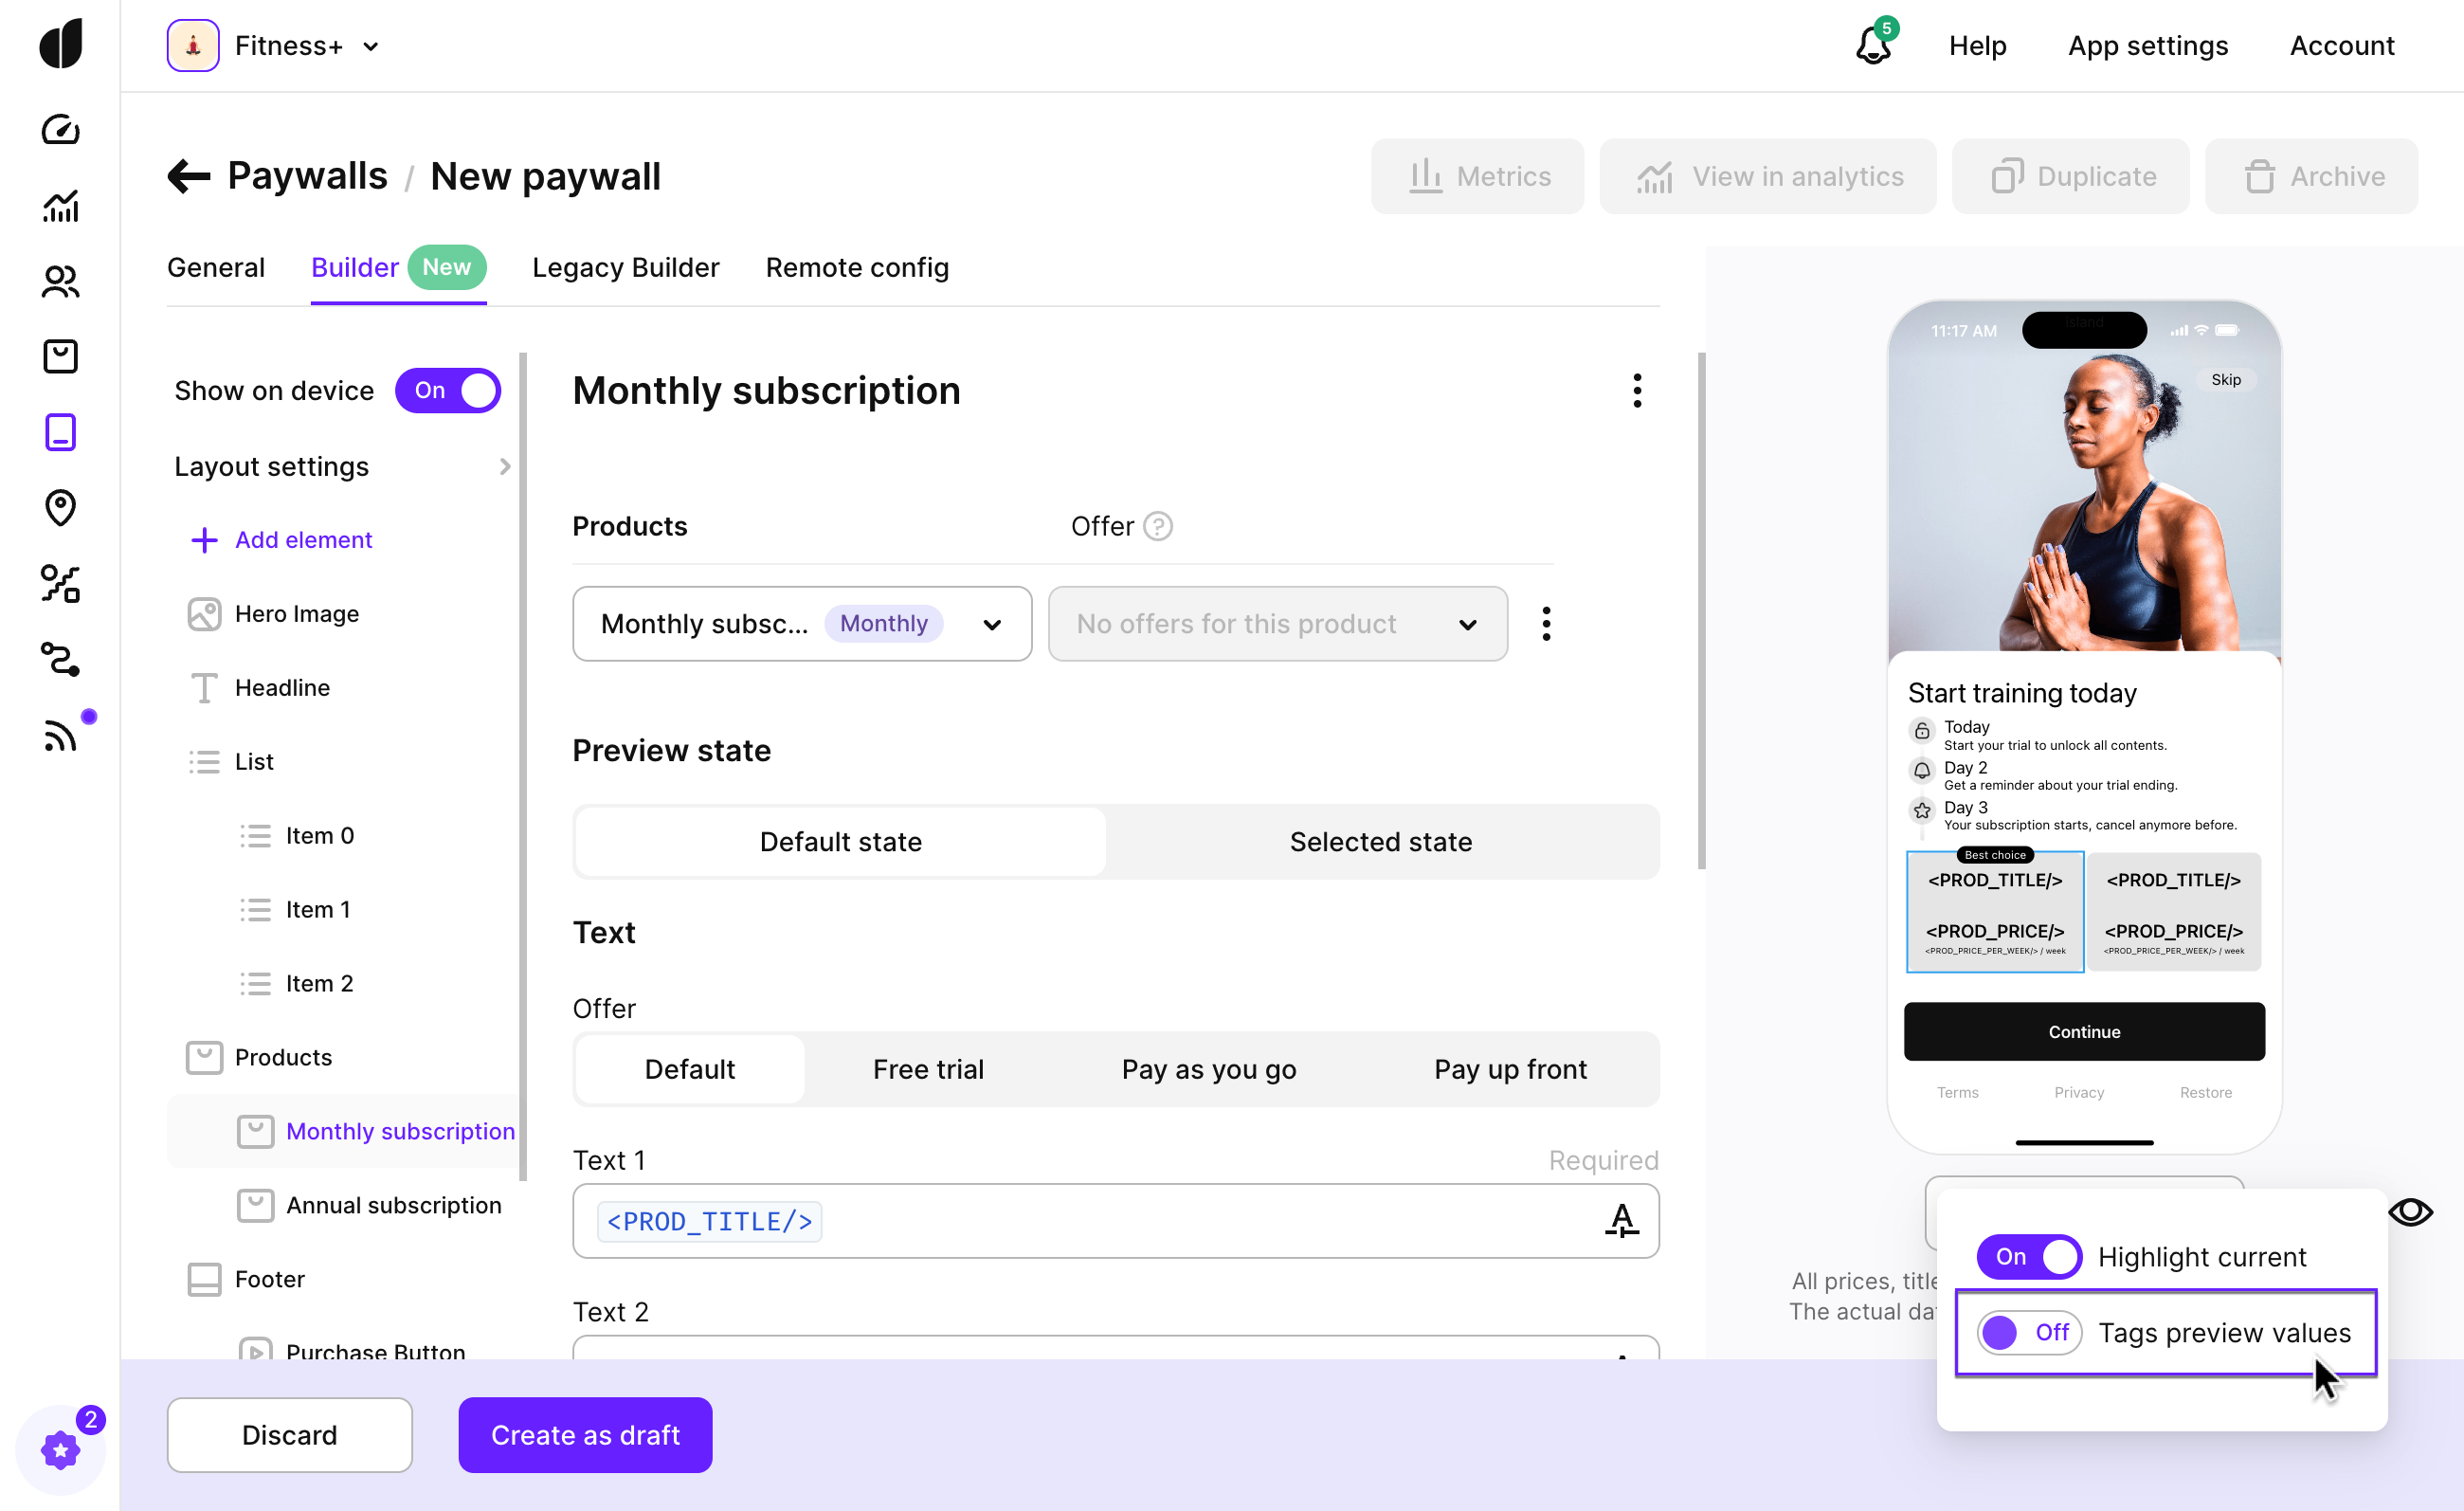 Fitness+
5
Help
App settings
Account
Paywalls / New paywall
Metrics
View in analytics
Duplicate
Archive
General
Builder New
Legacy Builder
Remote config
Show on device On
Layout settings
Add element
Hero Image
Headline
List
Item 0
Item 1
Item 2
Products
Monthly subscription
Annual subscription
Footer
Purchase Button
Monthly subscription
Products
Offer ?
Monthly subsc... Monthly
No offers for this product
Preview state
Default state
Selected state
Text
Offer
Default
Free trial
Pay as you go
Pay up front
Text 1
Required
<PROD_TITLE/>
Text 2
11:17 AM
island
Skip
Start training today
Today
Start your trial to unlock all contents.
Day 2
Get a reminder about your trial ending.
Day 3
Your subscription starts, cancel anymore before.
Best choice
<PROD_TITLE/>
<PROD_PRICE/>
<PROD_PRICE_PER_WEEK/> / week
<PROD_TITLE/>
<PROD_PRICE/>
<PROD_PRICE_PER_WEEK/> / week
Continue
Terms
Privacy
Restore
All prices,
The actual
On Highlight current
Off Tags preview values
2
Discard
Create as draft